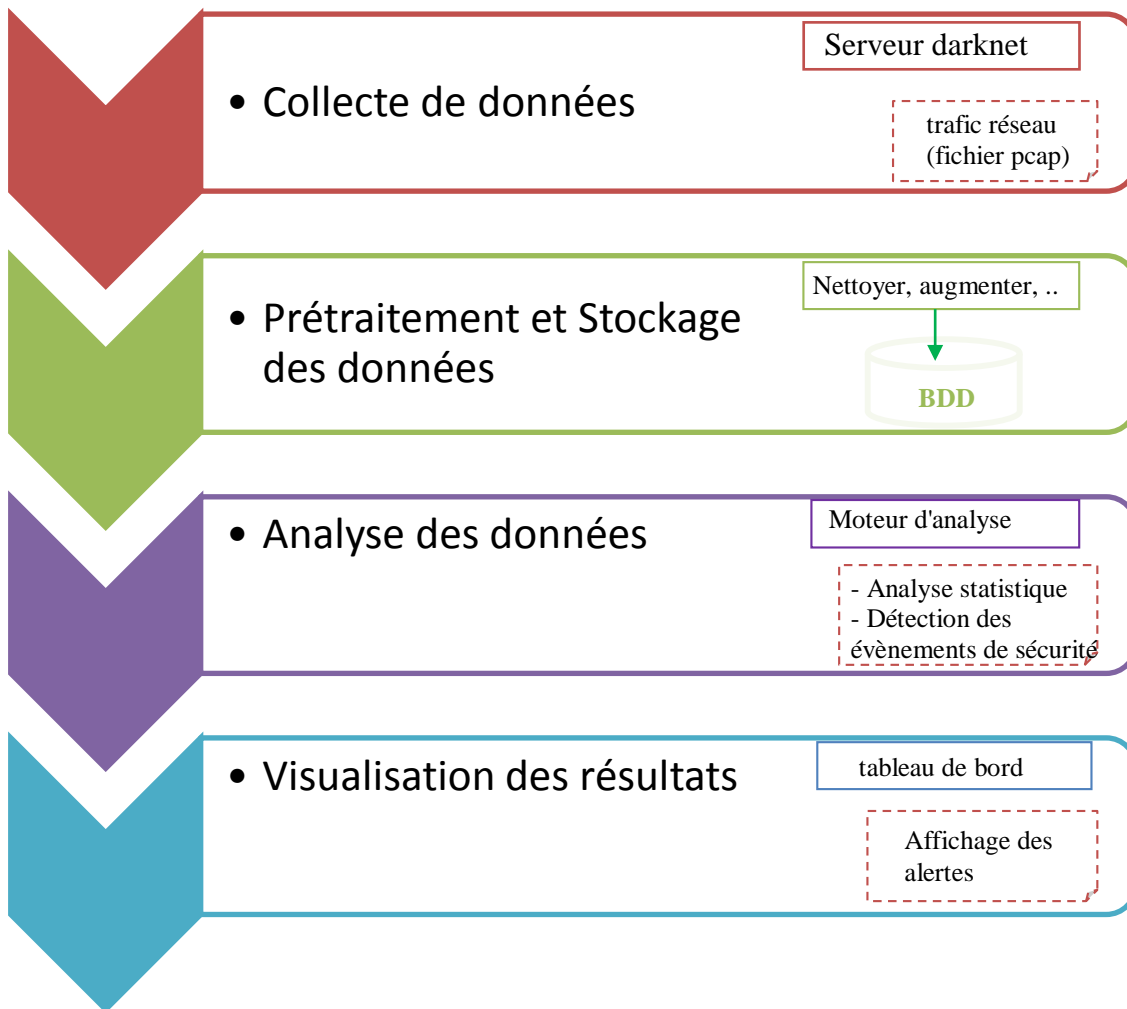 Serveur darknet
• Collecte de données
trafic réseau
(fichier pcap)
Nettoyer, augmenter, ..
• Prétraitement et Stockage
des données
BDD
• Analyse des données
Moteur d'analyse
- Analyse statistique
- Détection des
évènements de sécurité
• Visualisation des résultats
tableau de bord
Affichage des
alertes